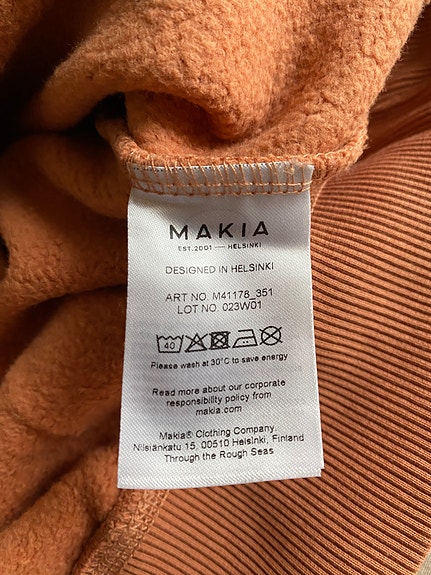 MAKIA
EST.2001 — HELSINKI
DESIGNED IN HELSINKI
ART NO. M41178_351
LOT NO. 023W01
40
Please wash at 30°C to save energy
Read more about our corporate
responsibility policy from
makia.com
Makia® Clothing Company.
Nilsiänkatu 15, 00510 Helsinki, Finland
Through the Rough Seas